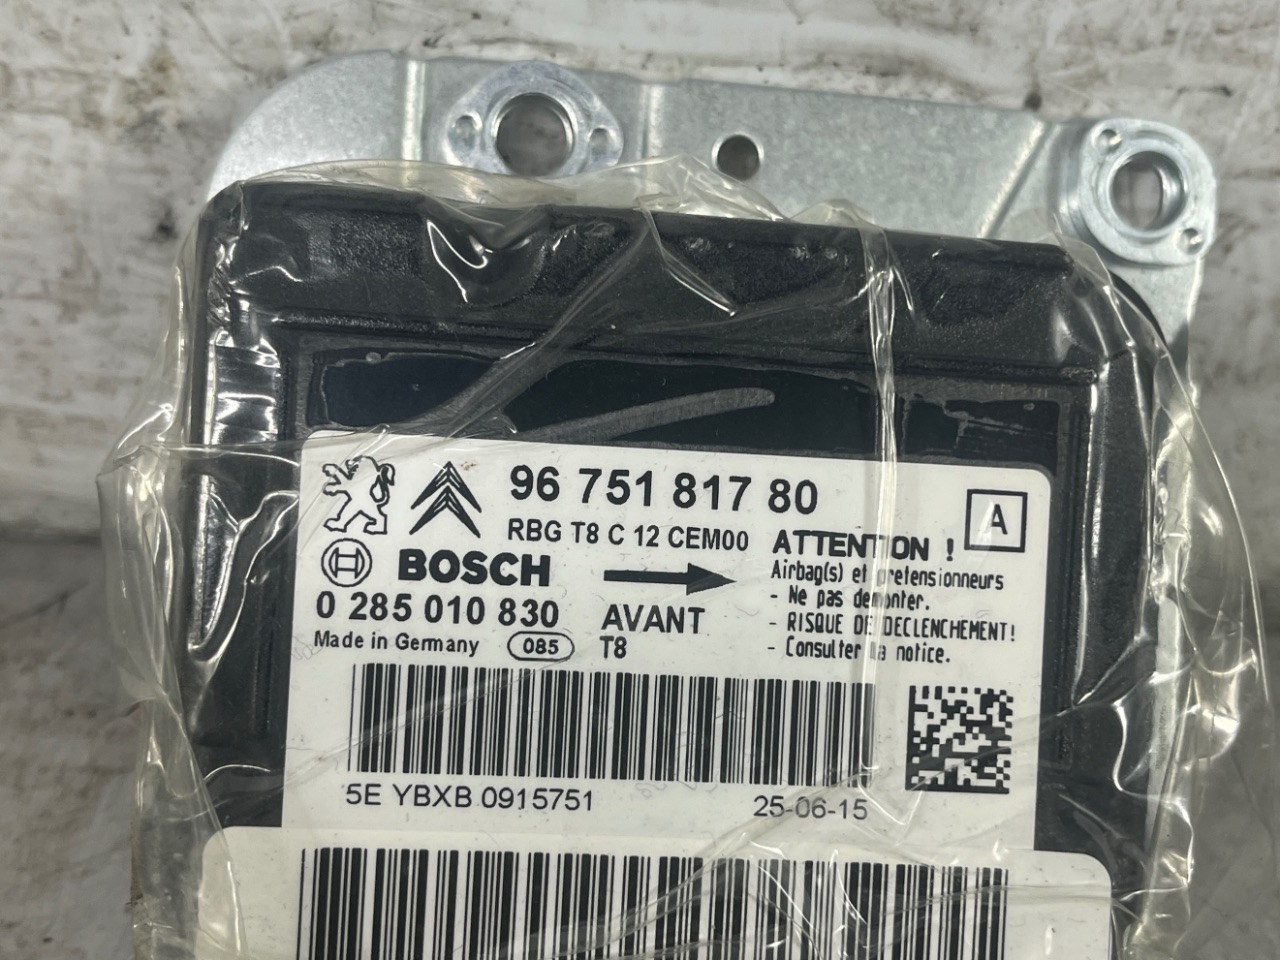 96 751 817 80
A
RBG T8 C 12 CEM00
ATTENTION !
BOSCH
Airbag(s) et pretensionneurs
- Ne pas demonter.
0 285 010 830
AVANT
- RISQUE DE DECLENCHEMENT!
Made in Germany
085
T8
- Consulter la notice.
5E YBXB 0915751
25-06-15